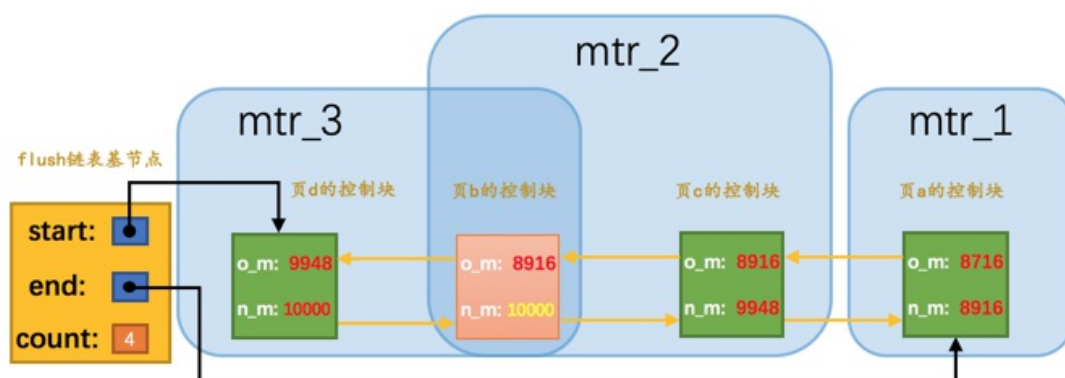 mtr_2
mtr_3
mtr_1
flush链表基节点
页d的控制块
页b的控制块
页c的控制块
页a的控制块
start:
end:
count: 4
o_m: 9948
n_m: 10000
o_m: 8916
n_m: 10000
o_m: 8916
n_m: 9948
o_m: 8716
n_m: 8916